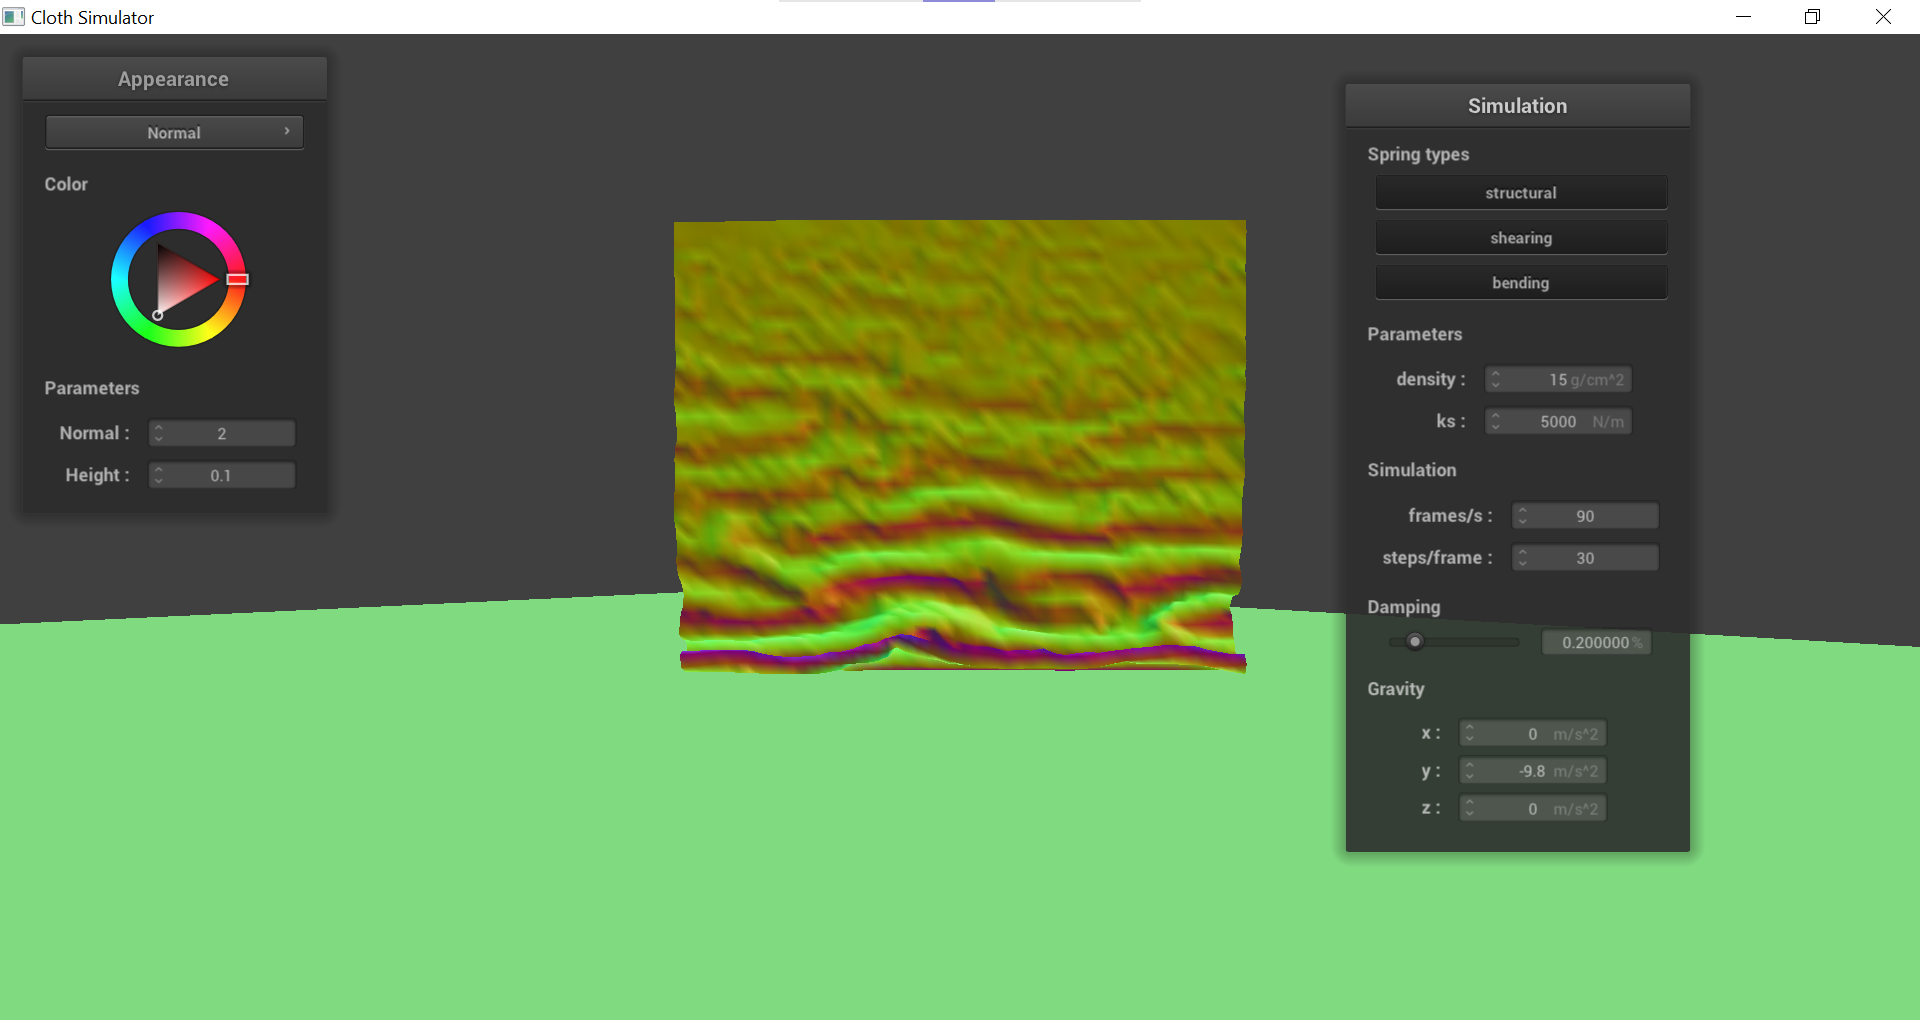 Cloth Simulator
Appearance
Normal
Color
Parameters
Normal : 2
Height : 0.1
Simulation
Spring types
structural
shearing
bending
Parameters
density : 15 g/cm^2
ks : 5000 N/m
Simulation
frames/s : 90
steps/frame : 30
Damping
0.200000 %
Gravity
x : 0 m/s^2
y : -9.8 m/s^2
z : 0 m/s^2